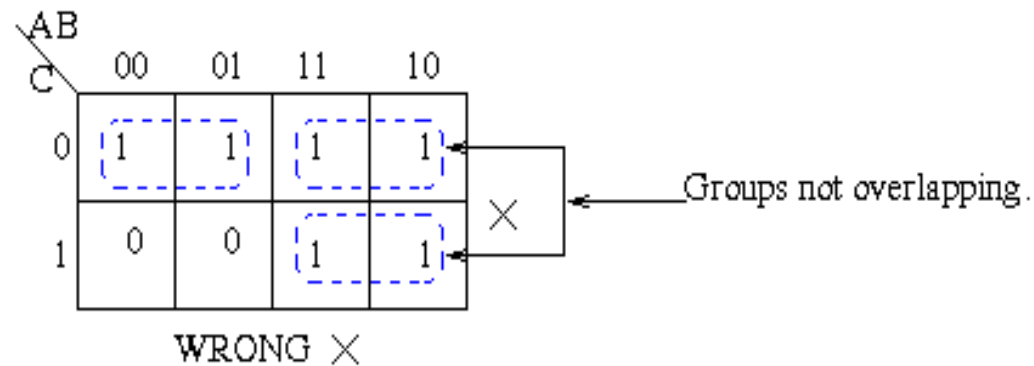 AB
C
00 01 11 10
0 1 1 1 1
Groups not overlapping.
1 0 0 1 1
WRONG ×